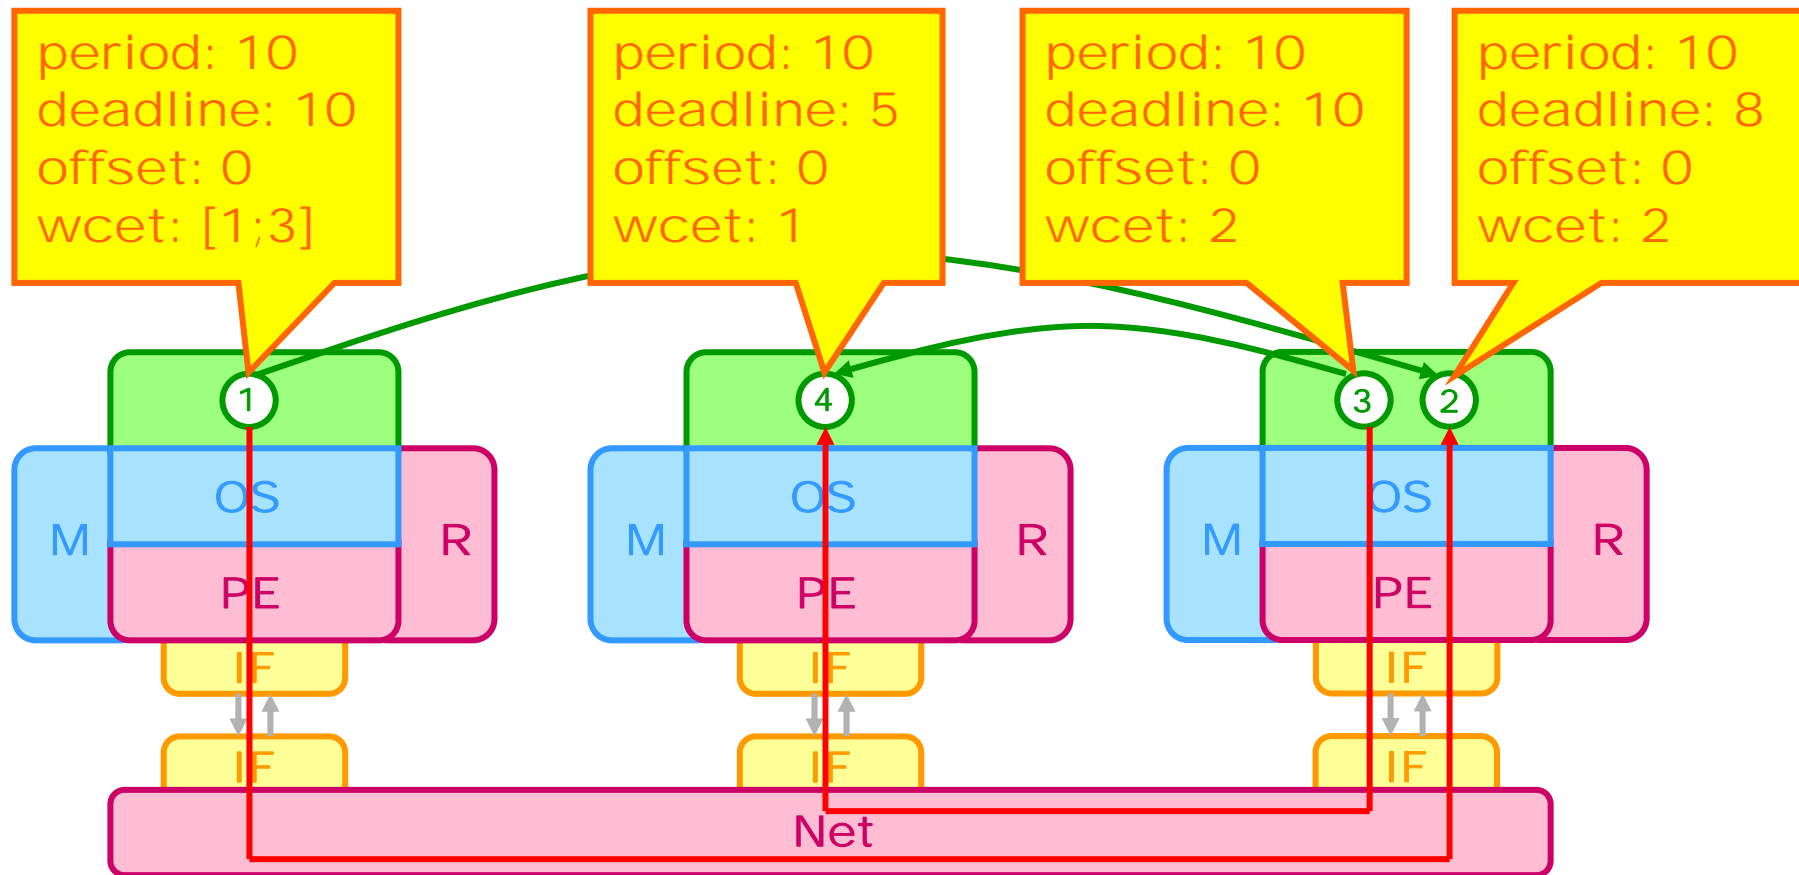 period: 10
deadline: 10
offset: 0
wcet: [1;3]
period: 10
deadline: 5
offset: 0
wcet: 1
period: 10
deadline: 10
offset: 0
wcet: 2
period: 10
deadline: 8
offset: 0
wcet: 2
1
4
3
2
M
OS
R
PE
M
OS
R
PE
M
OS
R
PE
IF
IF
IF
IF
IF
IF
Net